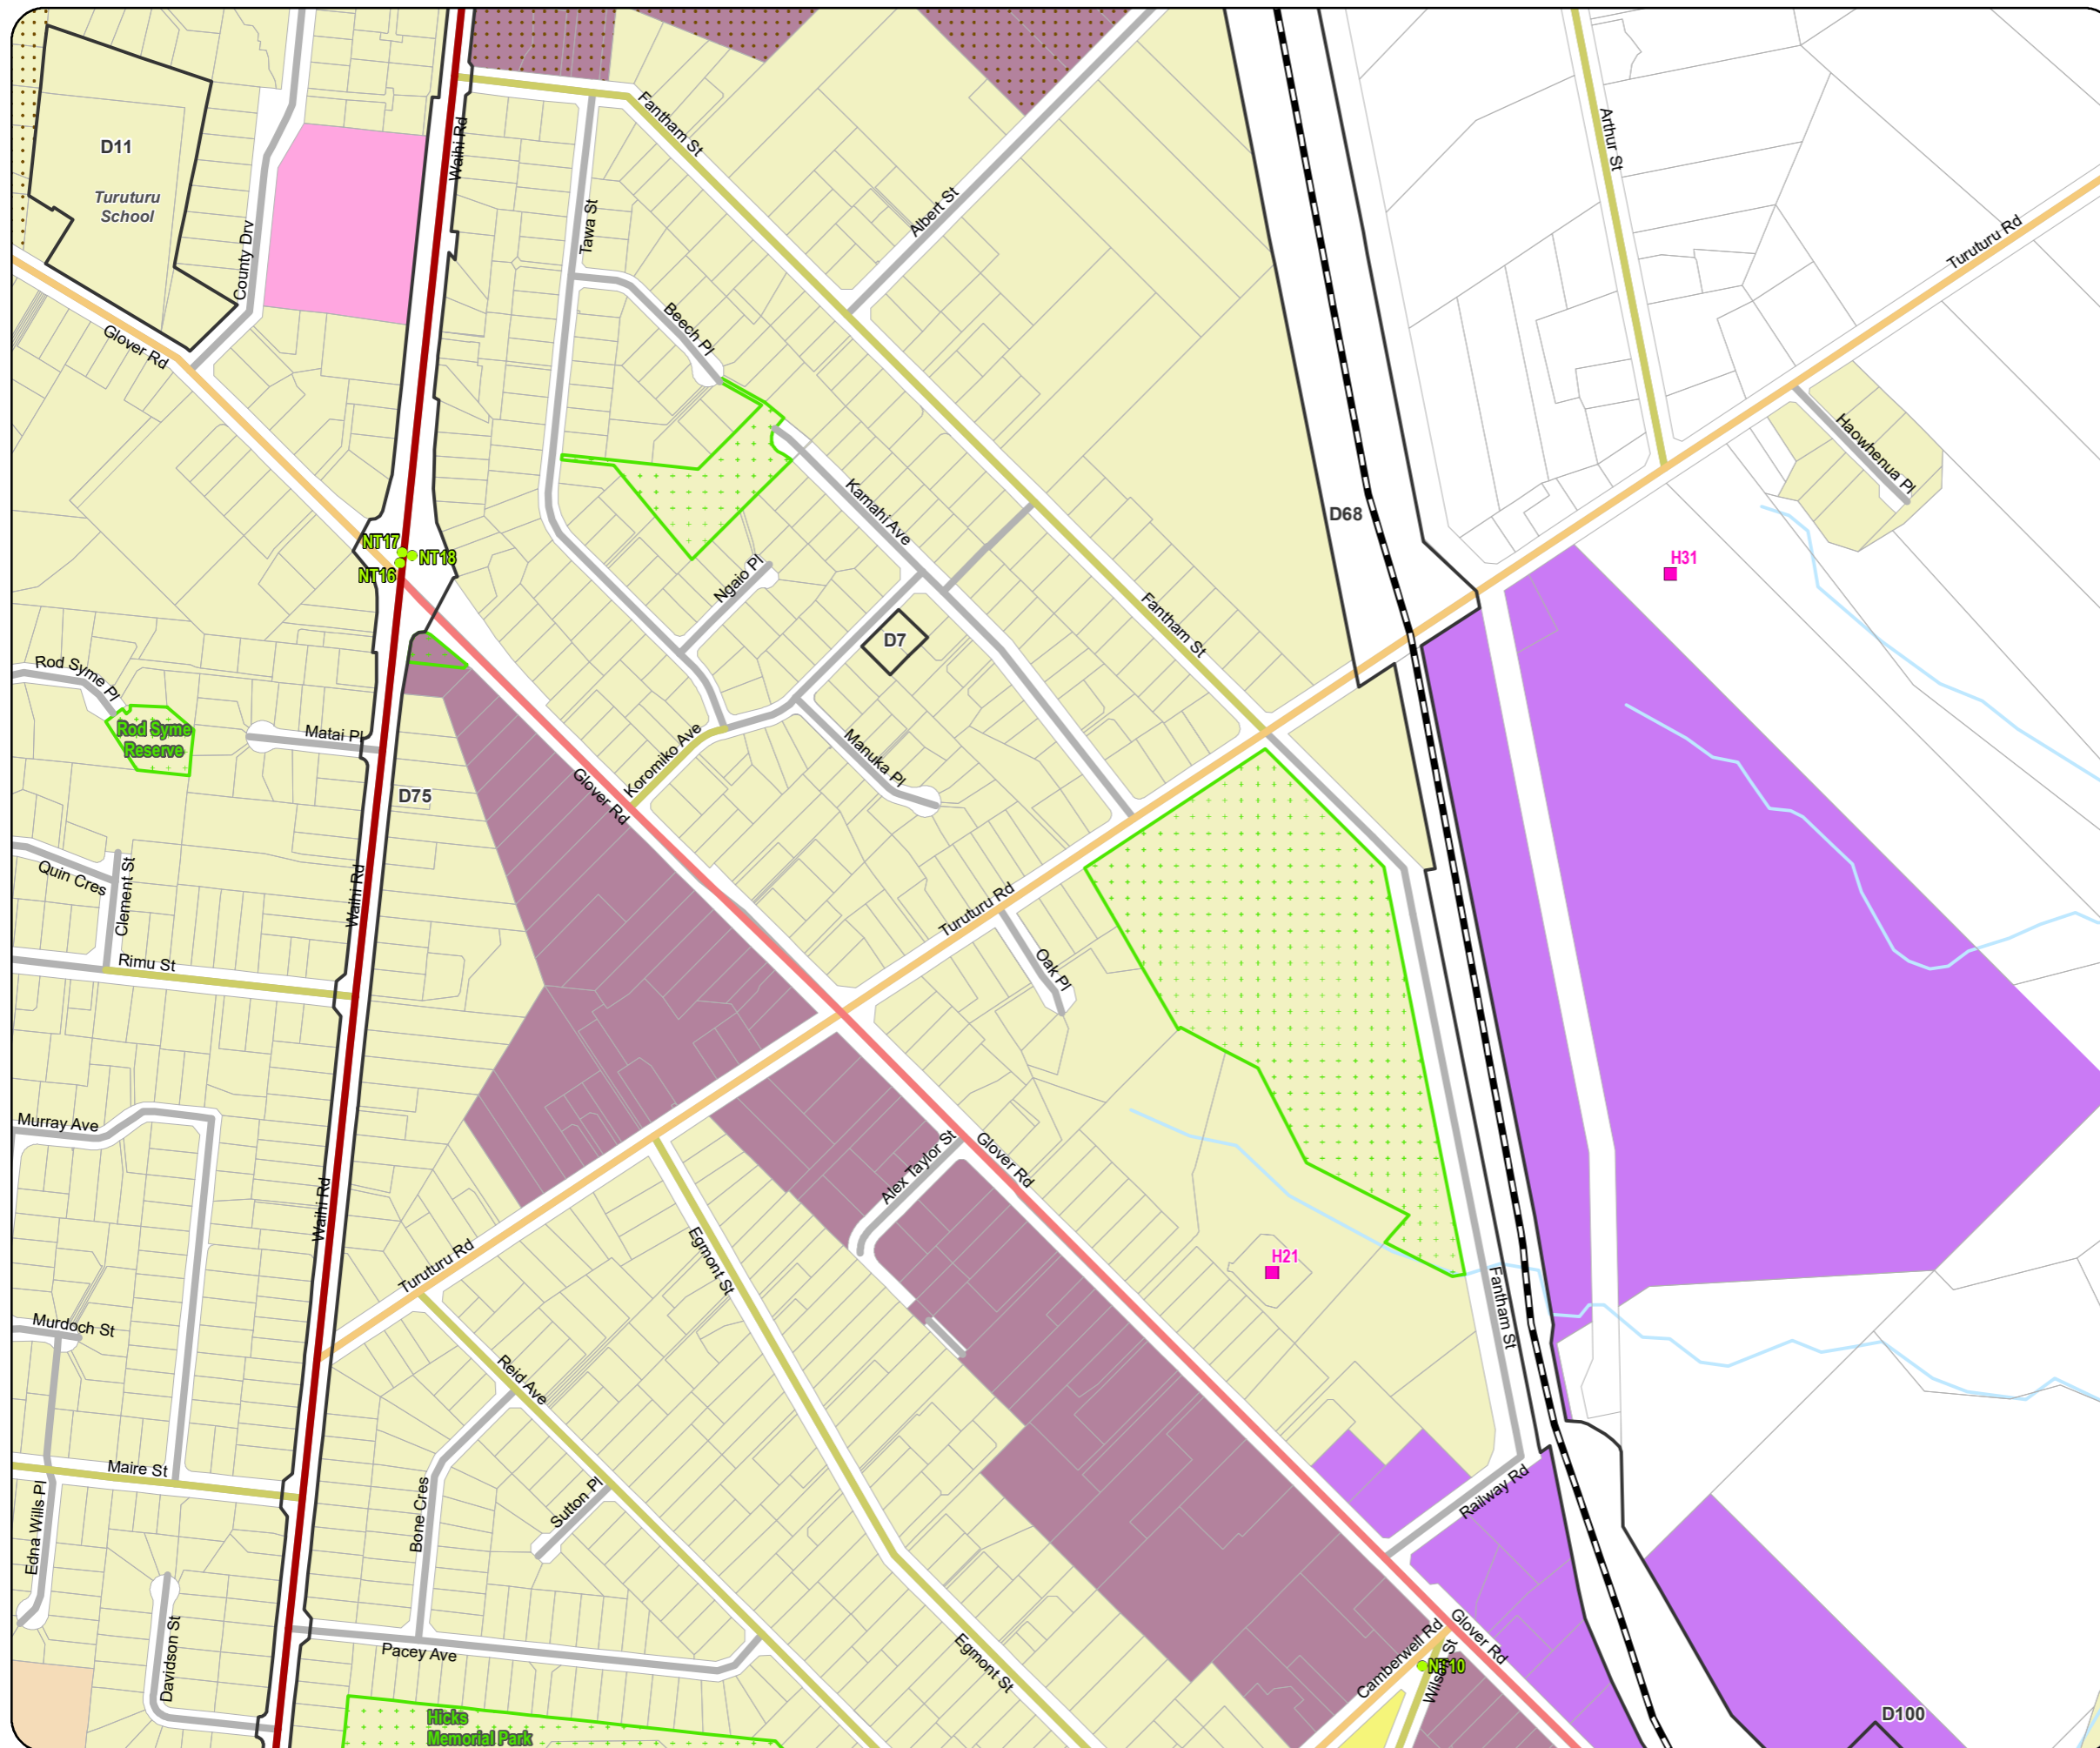 D11
Turuturu
School
County Drv
Waihi Rd
Fantham St
Tawa St
Albert St
Arthur St
Turuturu Rd
Glover Rd
Beech Pl
Haowhenua Pl
Kamahi Ave
D68
NT17
NT18
NT16
H31
Ngaio Pl
Fantham St
D7
Rod Syme Pl
Rod Syme
Reserve
Matai Pl
Koromiko Ave
Manuka Pl
Glover Rd
D75
Quin Cres
Clement St
Waihi Rd
Turuturu Rd
Oak Pl
Rimu St
Murray Ave
Alex Taylor St
Glover Rd
Waihi Rd
Turuturu Rd
Egmont St
H21
Fantham St
Murdoch St
Reid Ave
Maire St
Edna Wills Pl
Bone Cres
Sutton Pl
Railway Rd
Davidson St
Pacey Ave
Egmont St
Camberwell Rd
Wilson St
NT10
Glover Rd
Hicks
Memorial Park
D100